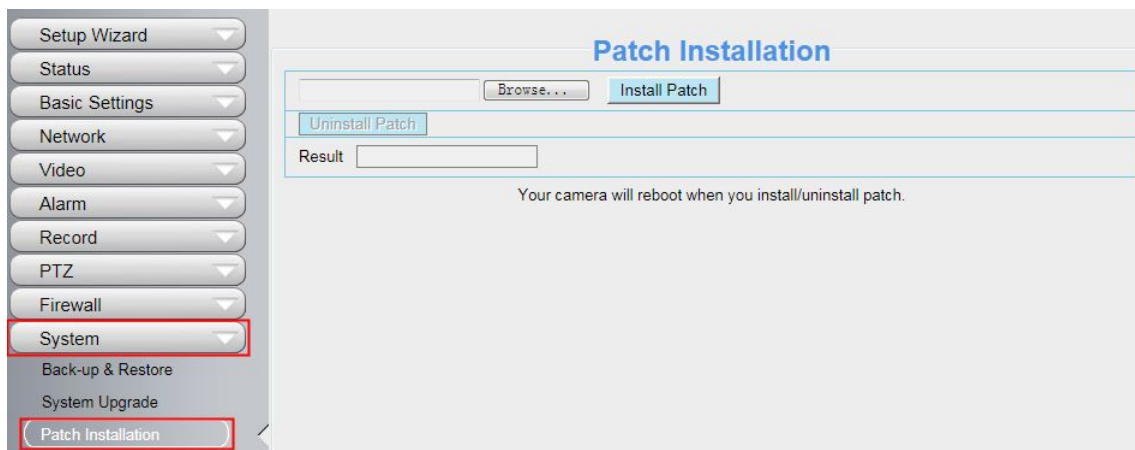 Setup Wizard
Status
Basic Settings
Network
Video
Alarm
Record
PTZ
Firewall
System
Back-up & Restore
System Upgrade
Patch Installation
Patch Installation
Browse... Install Patch
Uninstall Patch
Result
Your camera will reboot when you install/uninstall patch.